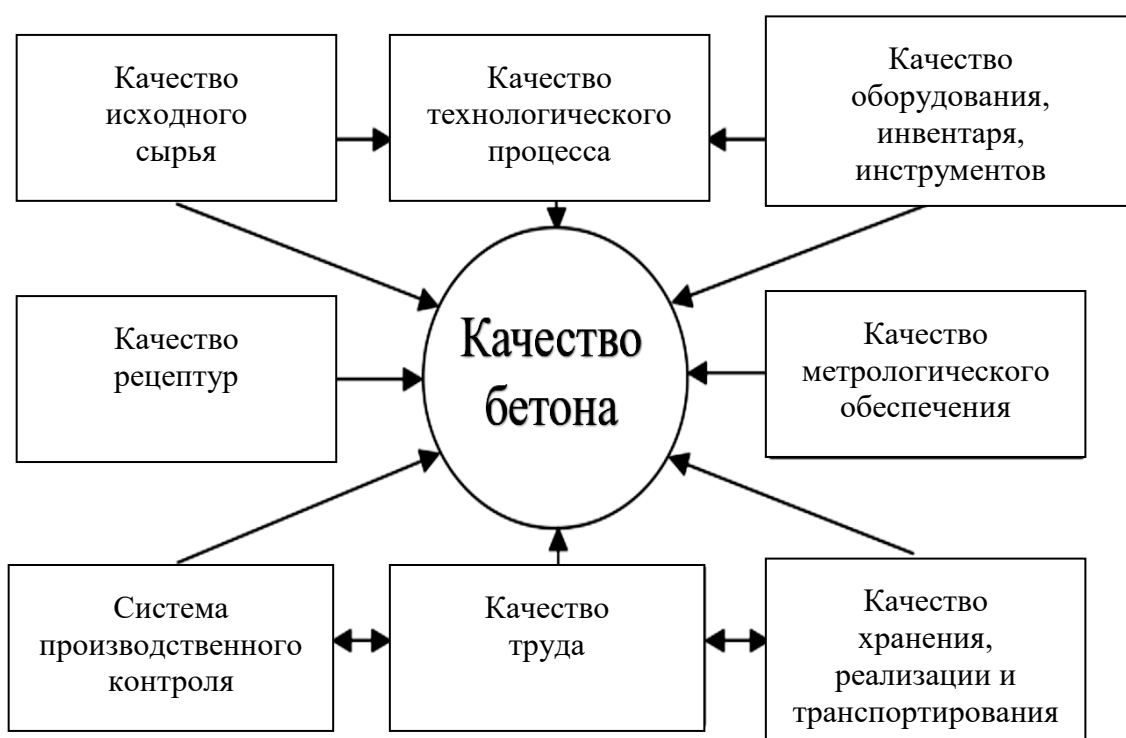 Качество
исходного
сырья
Качество
технологического
процесса
Качество
оборудования,
инвентаря,
инструментов
Качество
рецептур
Качество
бетона
Качество
метрологического
обеспечения
Система
производственного
контроля
Качество
труда
Качество
хранения,
реализации и
транспортирования